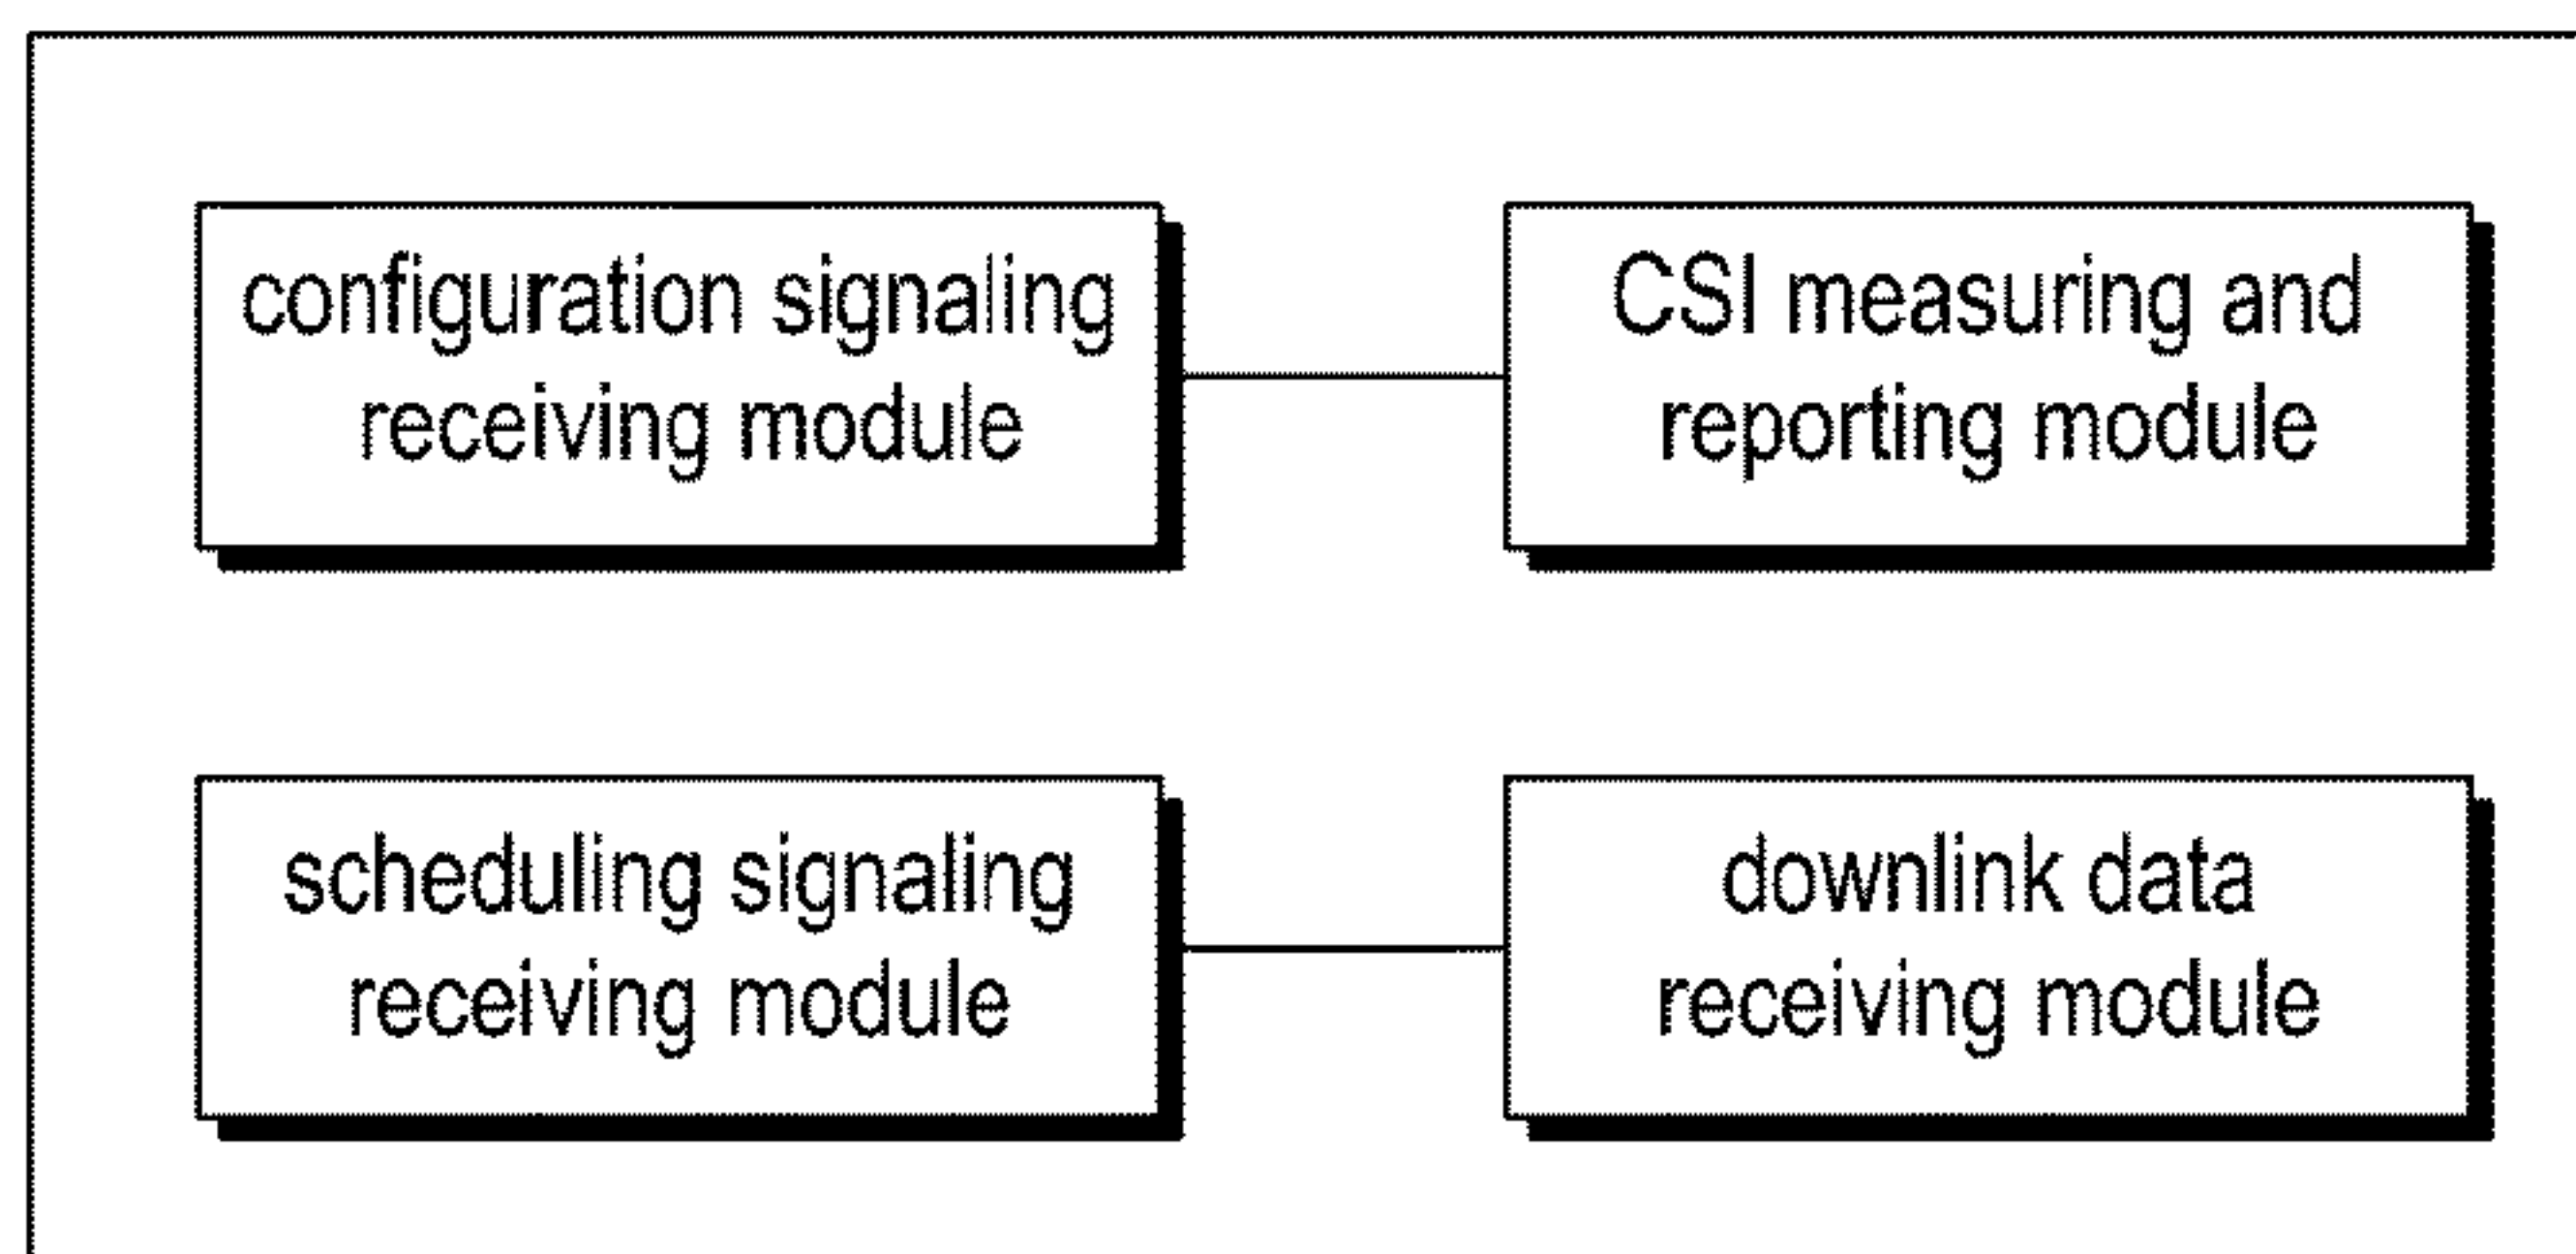 configuration signaling
receiving module
CSI measuring and
reporting module
scheduling signaling
receiving module
downlink data
receiving module